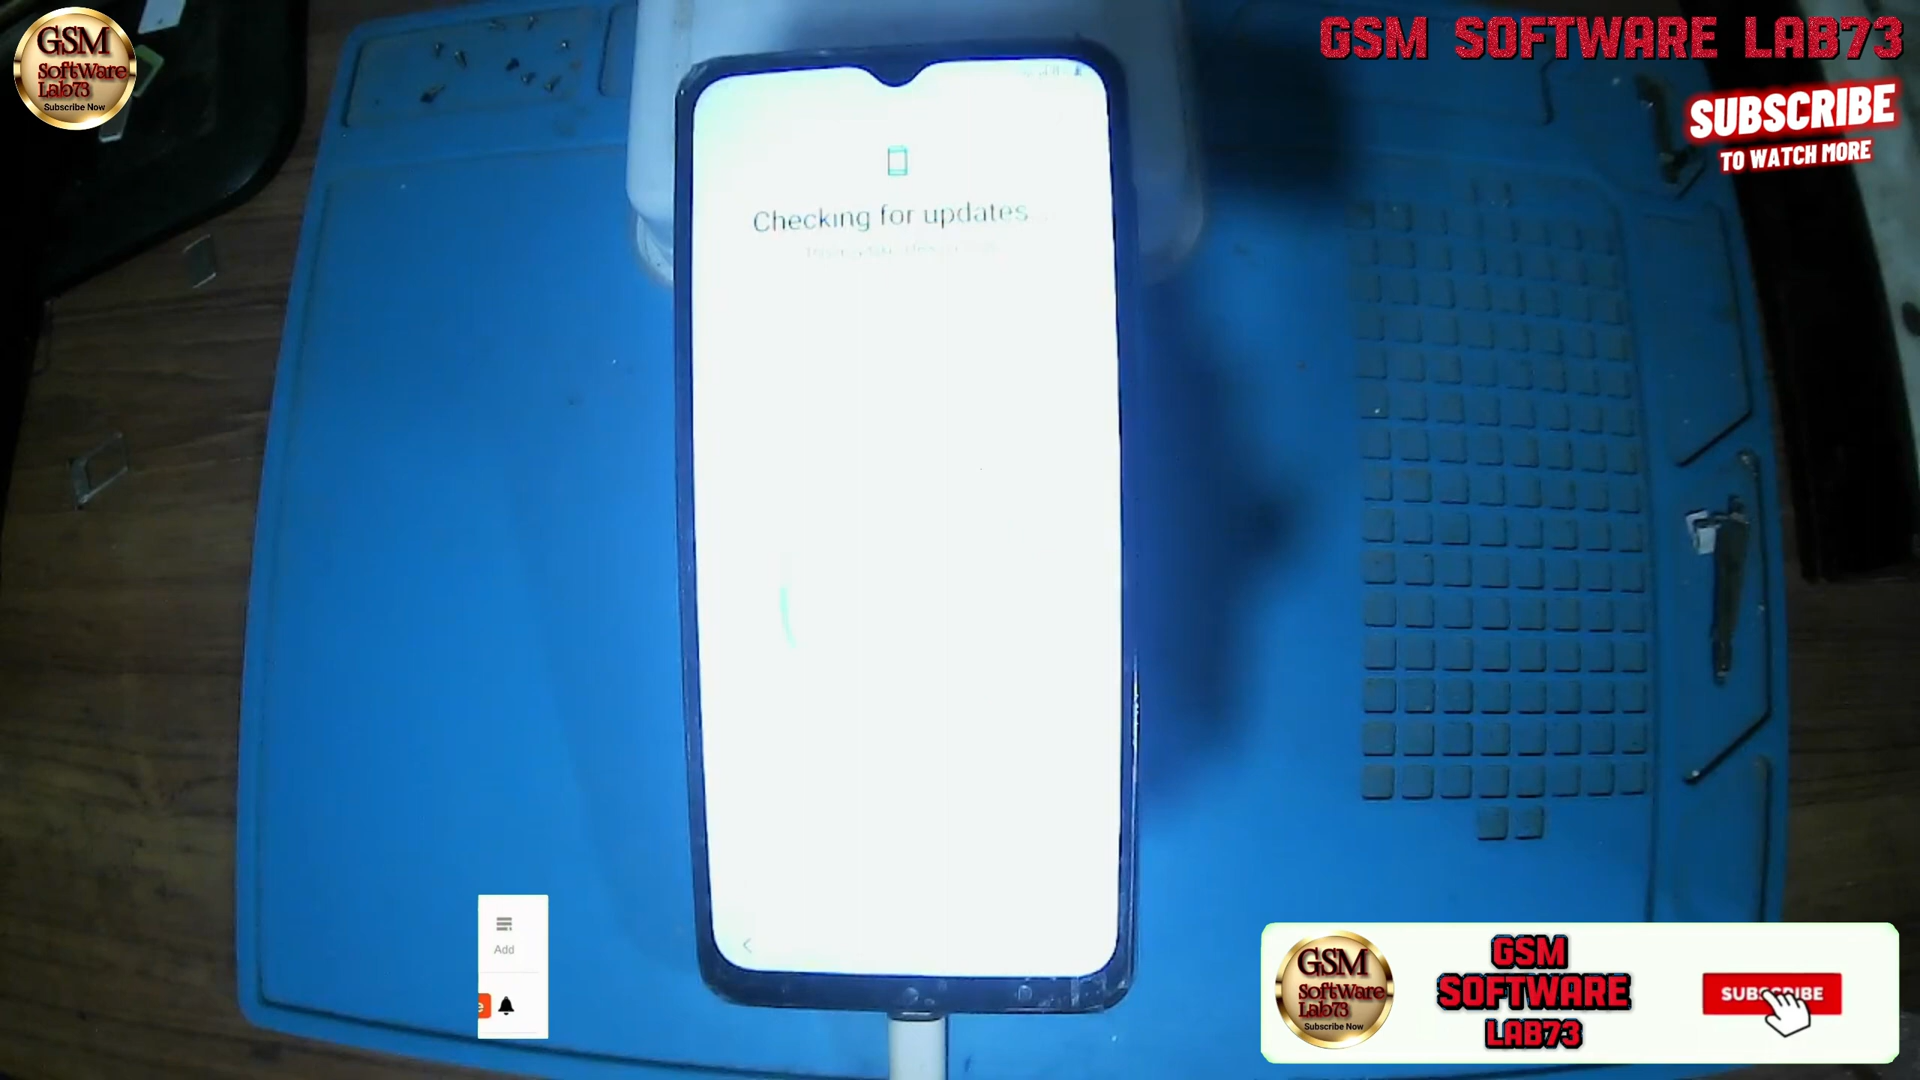 GSM
SoftWare
Lab73
Subscribe Now
GSM SOFTWARE LAB73
SUBSCRIBE
TO WATCH MORE
Checking for updates
Add
e
GSM
SoftWare
Lab73
Subscribe Now
GSM
SOFTWARE
LAB73
SUBSCRIBE